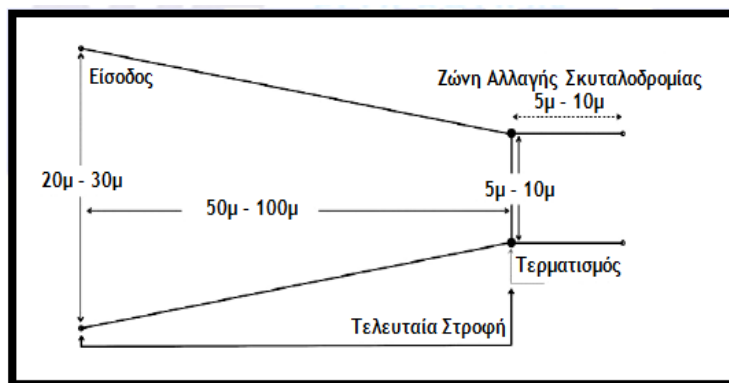 Είσοδος
Ζώνη Αλλαγής Σκυταλοδρομίας
5μ - 10μ
20μ - 30μ
50μ - 100μ
5μ - 10μ
Τερματισμός
Τελευταία Στροφή